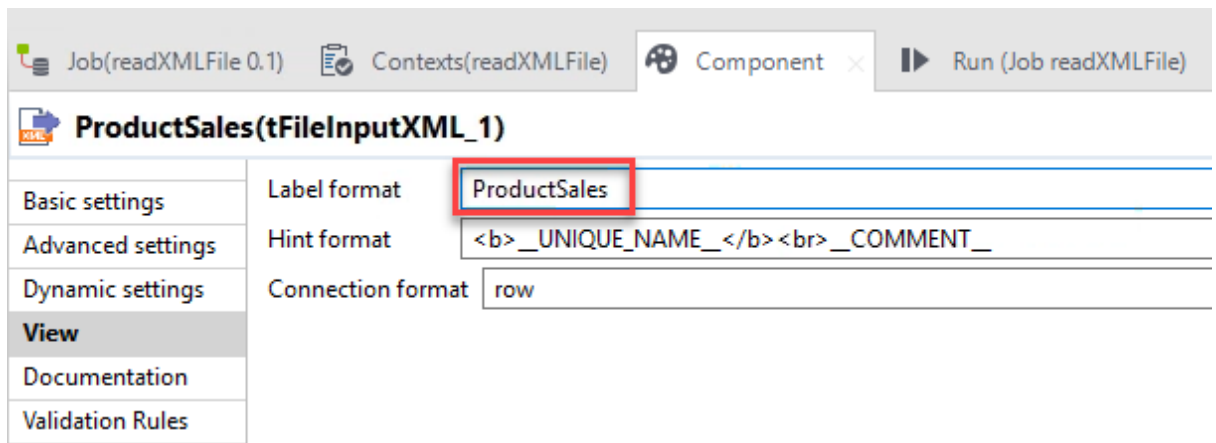 Job(readXMLFile 0.1) Contexts(readXMLFile) Component Run (Job readXMLFile)
XML ProductSales(tFileInputXML_1)
Basic settings
Advanced settings
Dynamic settings
View
Documentation
Validation Rules
Label format ProductSales
Hint format <b>__UNIQUE_NAME__</b><br>__COMMENT__
Connection format row